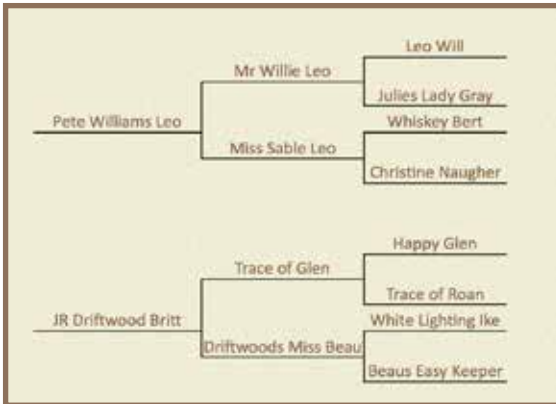 Leo Will
Mr Willie Leo
Julies Lady Gray
Pete Williams Leo
Whiskey Bert
Miss Sable Leo
Christine Naugher
Happy Glen
Trace of Glen
Trace of Roan
JR Driftwood Britt
White Lighting Ike
Driftwoods Miss Beau
Beaus Easy Keeper